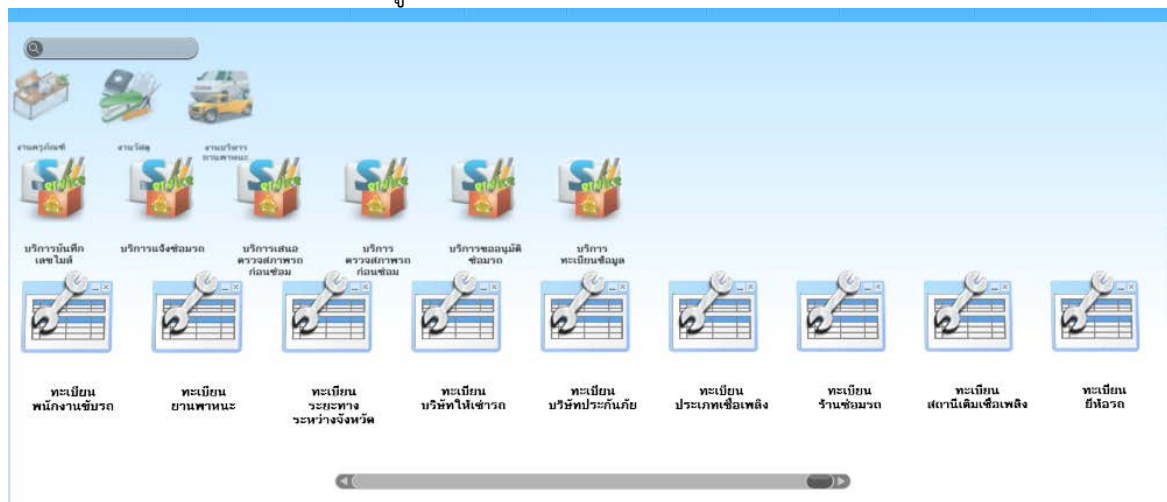 งานครุภัณฑ์
งานวัสดุ
งานบริหาร
ยานพาหนะ
บริการบันทึก
เลขไมล์
บริการแจ้งซ่อมรถ
บริการเสนอ
ตรวจสภาพรถ
ก่อนซ่อม
บริการ
ตรวจสภาพรถ
ก่อนซ่อม
บริการขออนุมัติ
ซ่อมรถ
บริการ
ทะเบียนข้อมูล
ทะเบียน
พนักงานขับรถ
ทะเบียน
ยานพาหนะ
ทะเบียน
ระยะทาง
ระหว่างจังหวัด
ทะเบียน
บริษัทให้เช่ารถ
ทะเบียน
บริษัทประกันภัย
ทะเบียน
ประเภทเชื้อเพลิง
ทะเบียน
ร้านซ่อมรถ
ทะเบียน
สถานีเติมเชื้อเพลิง
ทะเบียน
ยี่ห้อรถ